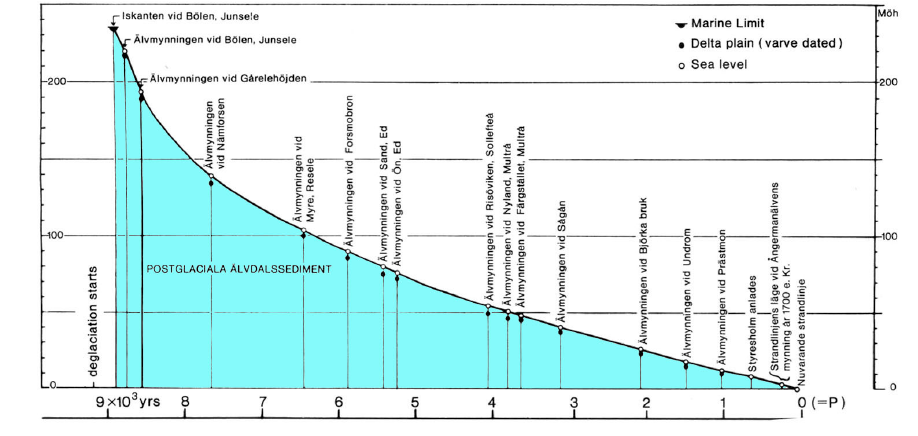 Iskanten vid Bölen, Junsele
Älvmynningen vid Bölen, Junsele
Älvmynningen vid Gårelehöjden
Älvmynningen
vid Nämforsen
Älvmynningen vid
Myre, Resele
Älvmynningen vid Forsmobron
Älvmynningen vid Sand, Ed
Älvmynningen vid Ön, Ed
Älvmynningen vid Risöviken, Sollefteå
Älvmynningen vid Nyland, Multrå
Älvmynningen vid Färgstället, Multrå
Älvmynningen vid Sågån
Älvmynningen vid Björka bruk
Älvmynningen vid Undrom
Älvmynningen vid Prästmon
Styresholm anlades
Strandlinjens läge vid Ångermanälvens
mynning år 1700 e. Kr.
Nuvarande strandlinje
Möh
Marine Limit
Delta plain (varve dated)
Sea level
200
200
100
100
POSTGLACIALA ÄLVDALSSEDIMENT
deglaciation starts
0
0
9×10³yrs 8 7 6 5 4 3 2 1 0 (=P)